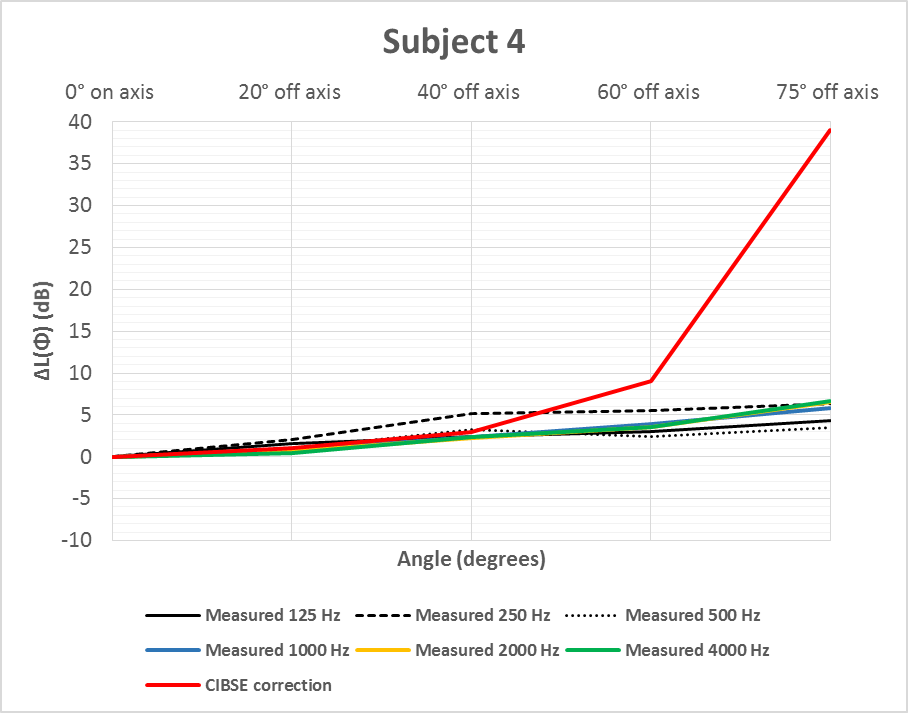 Subject 4
0° on axis 20° off axis 40° off axis 60° off axis 75° off axis
40
35
30
25
20
15
10
5
0
-5
-10
ΔL(Φ) (dB)
Angle (degrees)
Measured 125 Hz Measured 250 Hz Measured 500 Hz
Measured 1000 Hz Measured 2000 Hz Measured 4000 Hz
CIBSE correction